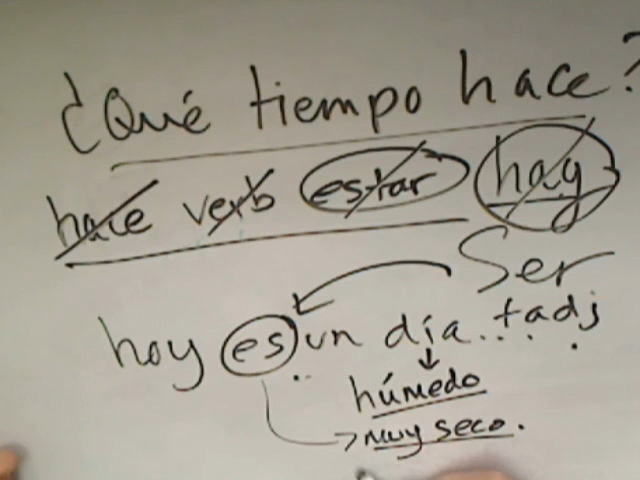 ¿Qué tiempo hace?
hace verb estar hay
Ser
hoy es un día...+adj
húmedo
muy seco.